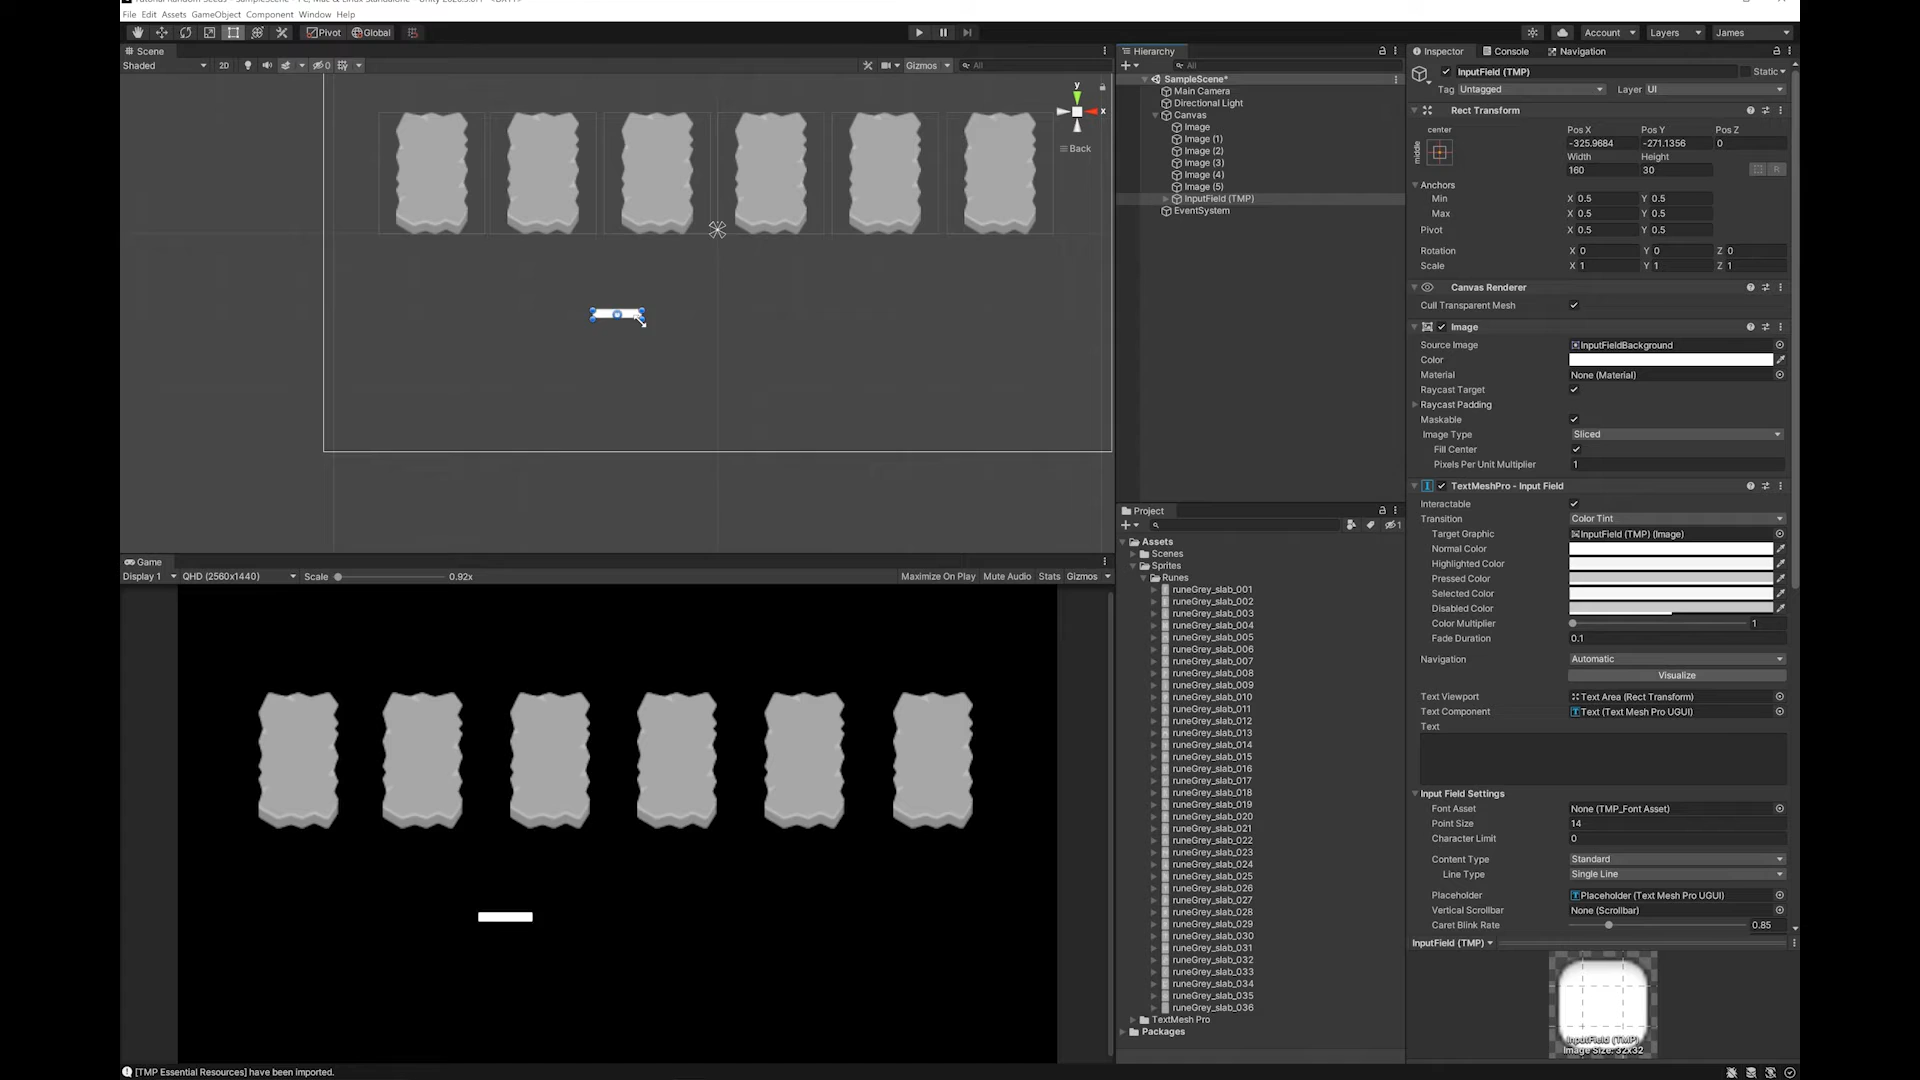 File Edit Assets GameObject Component Window Help
Pivot Global
Account Layers James
Scene
Shaded 2D 0 Gizmos All
y
x
Back
Game
Display 1 QHD (2560x1440) Scale 0.92x Maximize On Play Mute Audio Stats Gizmos
[TMP Essential Resources] have been imported.
Hierarchy
All
SampleScene*
Main Camera
Directional Light
Canvas
Image
Image (1)
Image (2)
Image (3)
Image (4)
Image (5)
InputField (TMP)
EventSystem
Project
1
Assets
Scenes
Sprites
Runes
runeGrey_slab_001
runeGrey_slab_002
runeGrey_slab_003
runeGrey_slab_004
runeGrey_slab_005
runeGrey_slab_006
runeGrey_slab_007
runeGrey_slab_008
runeGrey_slab_009
runeGrey_slab_010
runeGrey_slab_011
runeGrey_slab_012
runeGrey_slab_013
runeGrey_slab_014
runeGrey_slab_015
runeGrey_slab_016
runeGrey_slab_017
runeGrey_slab_018
runeGrey_slab_019
runeGrey_slab_020
runeGrey_slab_021
runeGrey_slab_022
runeGrey_slab_023
runeGrey_slab_024
runeGrey_slab_025
runeGrey_slab_026
runeGrey_slab_027
runeGrey_slab_028
runeGrey_slab_029
runeGrey_slab_030
runeGrey_slab_031
runeGrey_slab_032
runeGrey_slab_033
runeGrey_slab_034
runeGrey_slab_035
runeGrey_slab_036
TextMesh Pro
Packages
Inspector Console Navigation
InputField (TMP) Static
Tag Untagged Layer UI
Rect Transform
center Pos X Pos Y Pos Z
middle -325.9684 -271.1356 0
Width Height
160 30 R
Anchors
Min X 0.5 Y 0.5
Max X 0.5 Y 0.5
Pivot X 0.5 Y 0.5
Rotation X 0 Y 0 Z 0
Scale X 1 Y 1 Z 1
Canvas Renderer
Cull Transparent Mesh
Image
Source Image InputFieldBackground
Color
Material None (Material)
Raycast Target
Raycast Padding
Maskable
Image Type Sliced
Fill Center
Pixels Per Unit Multiplier 1
TextMeshPro - Input Field
Interactable
Transition Color Tint
Target Graphic InputField (TMP) (Image)
Normal Color
Highlighted Color
Pressed Color
Selected Color
Disabled Color
Color Multiplier 1
Fade Duration 0.1
Navigation Automatic
Visualize
Text Viewport Text Area (Rect Transform)
Text Component Text (Text Mesh Pro UGUI)
Text
Input Field Settings
Font Asset None (TMP_Font Asset)
Point Size 14
Character Limit 0
Content Type Standard
Line Type Single Line
Placeholder Placeholder (Text Mesh Pro UGUI)
Vertical Scrollbar None (Scrollbar)
Caret Blink Rate 0.85
InputField (TMP)
InputField (TMP)
Image Size: 32x32